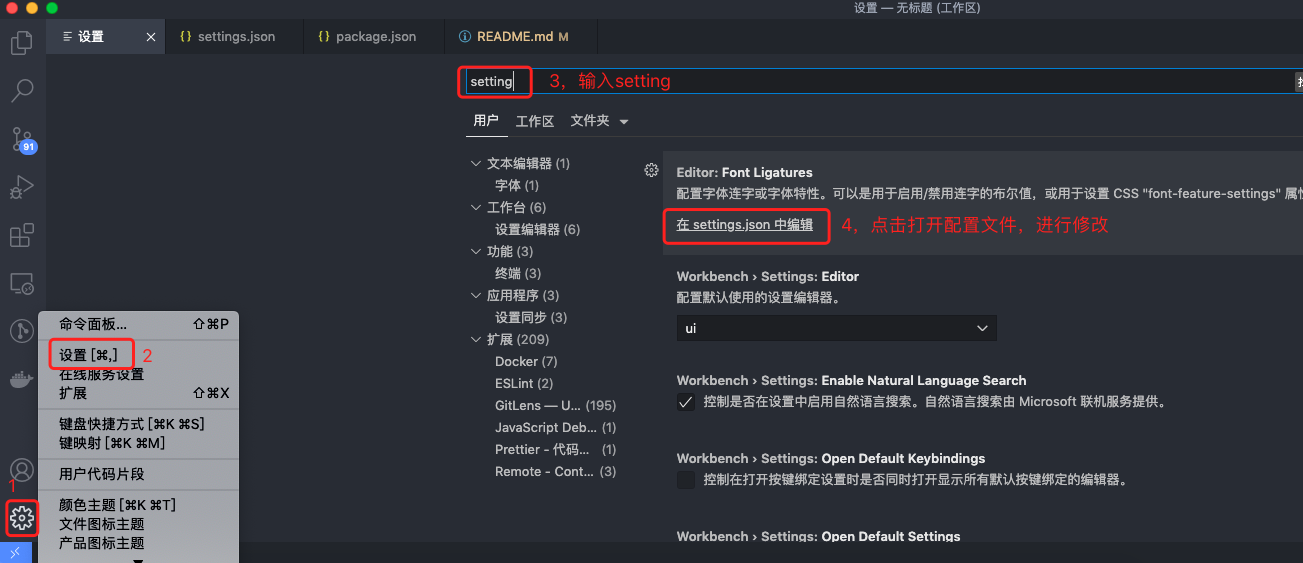 设置 — 无标题 (工作区)
设置
settings.json
package.json
README.md M
setting
3，输入setting
用户
工作区
文件夹
文本编辑器 (1)
字体 (1)
工作台 (6)
设置编辑器 (6)
功能 (3)
终端 (3)
应用程序 (3)
设置同步 (3)
扩展 (209)
Docker (7)
ESLint (2)
GitLens — U... (195)
JavaScript Deb... (1)
Prettier - 代码... (1)
Remote - Cont... (3)
Editor: Font Ligatures
配置字体连字或字体特性。可以是用于启用/禁用连字的布尔值，或用于设置 CSS "font-feature-settings" 属
在 settings.json 中编辑
4，点击打开配置文件，进行修改
Workbench › Settings: Editor
配置默认使用的设置编辑器。
ui
Workbench › Settings: Enable Natural Language Search
控制是否在设置中启用自然语言搜索。自然语言搜索由 Microsoft 联机服务提供。
Workbench › Settings: Open Default Keybindings
控制在打开按键绑定设置时是否同时打开显示所有默认按键绑定的编辑器。
Workbench › Settings: Open Default Settings
91
命令面板... ⇧⌘P
设置 [⌘,]
2
在线服务设置
扩展 ⇧⌘X
键盘快捷方式 [⌘K ⌘S]
键映射 [⌘K ⌘M]
用户代码片段
颜色主题 [⌘K ⌘T]
文件图标主题
产品图标主题
1